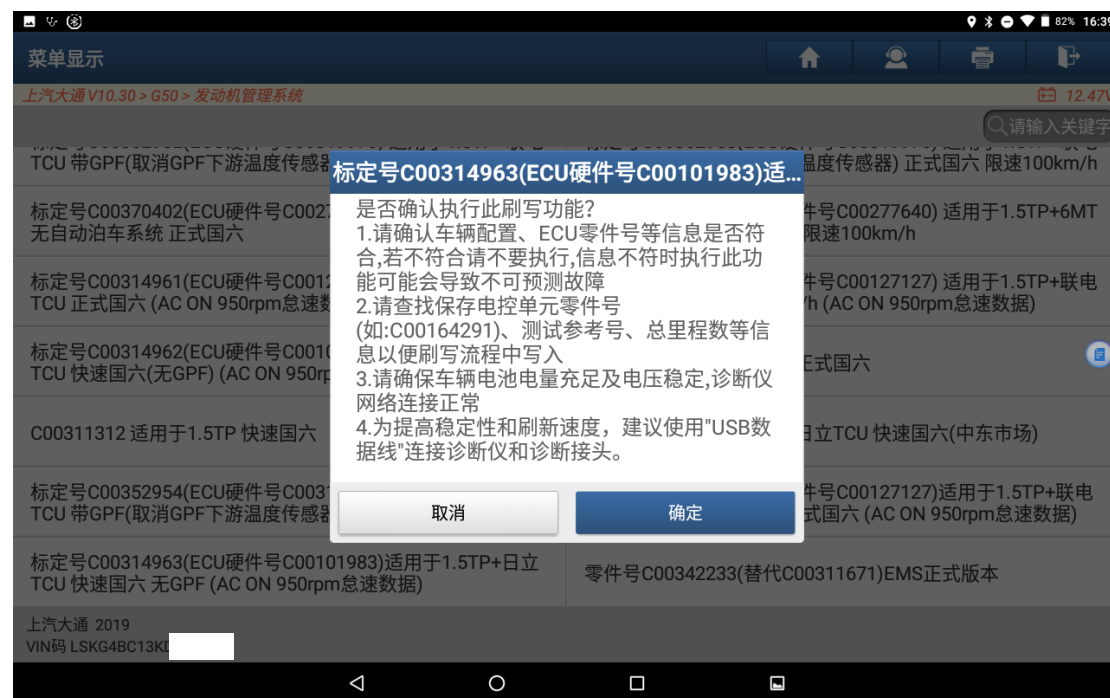 82% 16:39
菜单显示
上汽大通 V10.30 > G50 > 发动机管理系统
12.47V
请输入关键字
TCU 带GPF(取消GPF下游温度传感器
温度传感器) 正式国六 限速100km/h
标定号C00314963(ECU硬件号C00101983)适...
是否确认执行此刷写功能?
1.请确认车辆配置、ECU零件号等信息是否符
合,若不符合请不要执行,信息不符时执行此功
能可能会导致不可预测故障
2.请查找保存电控单元零件号
(如:C00164291)、测试参考号、总里程数等信
息以便刷写流程中写入
3.请确保车辆电池电量充足及电压稳定,诊断仪
网络连接正常
4.为提高稳定性和刷新速度，建议使用"USB数
据线"连接诊断仪和诊断接头。
取消
确定
标定号C00370402(ECU硬件号C0027
无自动泊车系统 正式国六
件号C00277640) 适用于1.5TP+6MT
限速100km/h
标定号C00314961(ECU硬件号C0012
TCU 正式国六 (AC ON 950rpm怠速数
件号C00127127) 适用于1.5TP+联电
/h (AC ON 950rpm怠速数据)
标定号C00314962(ECU硬件号C0010
TCU 快速国六(无GPF) (AC ON 950rp
正式国六
C00311312 适用于1.5TP 快速国六
日立TCU 快速国六(中东市场)
标定号C00352954(ECU硬件号C003
TCU 带GPF(取消GPF下游温度传感器
件号C00127127)适用于1.5TP+联电
式国六 (AC ON 950rpm怠速数据)
标定号C00314963(ECU硬件号C00101983)适用于1.5TP+日立
TCU 快速国六 无GPF (AC ON 950rpm怠速数据)
零件号C00342233(替代C00311671)EMS正式版本
上汽大通 2019
VIN码 LSKG4BC13K